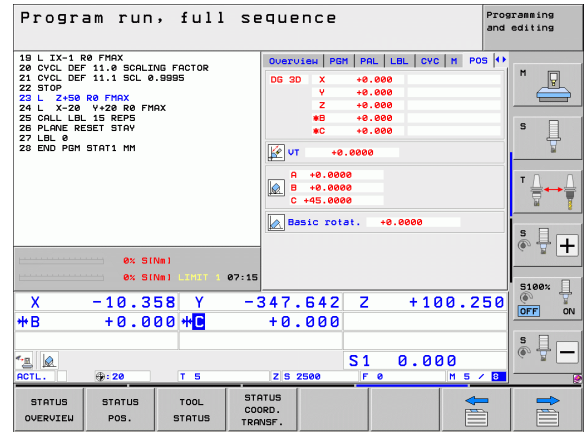 Program run, full sequence
Programming
and editing
19 L IX-1 R0 FMAX
20 CYCL DEF 11.0 SCALING FACTOR
21 CYCL DEF 11.1 SCL 0.9995
22 STOP
23 L Z+50 R0 FMAX
24 L X-20 Y+20 R0 FMAX
25 CALL LBL 15 REP5
26 PLANE RESET STAY
27 LBL 0
28 END PGM STAT1 MM
Overview PGM PAL LBL CYC M POS
DG 3D X +0.000
Y +0.000
Z +0.000
*B +0.000
*C +0.000
VT +0.0000
A +0.0000
B +0.0000
C +45.0000
Basic rotat. +0.0000
0% S[Nm]
0% S[Nm] LIMIT 1 07:15
X -10.358 Y -347.642 Z +100.250
B +0.000 C +0.000
S1 0.000
ACTL. : 20 T 5 Z S 2500 F 0 M 5 / 8
STATUS OVERVIEW
STATUS POS.
TOOL STATUS
STATUS COORD. TRANSF.
M
S
T
S
S100%
OFF ON
S